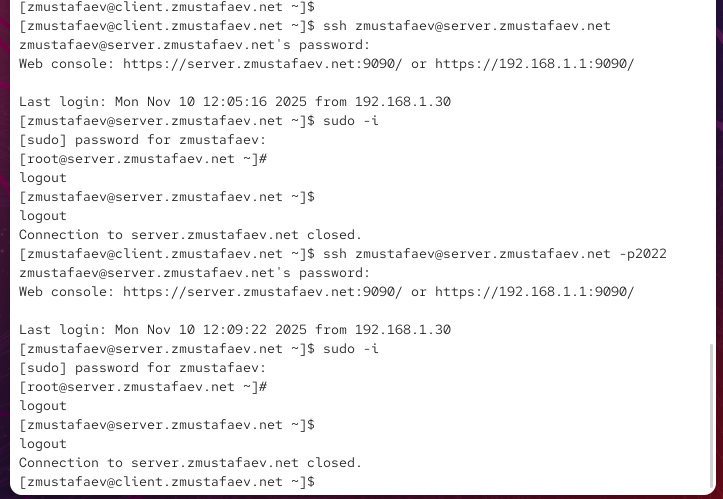 [zmustafaev@client.zmustafaev.net ~]$
[zmustafaev@client.zmustafaev.net ~]$ ssh zmustafaev@server.zmustafaev.net
zmustafaev@server.zmustafaev.net's password:
Web console: https://server.zmustafaev.net:9090/ or https://192.168.1.1:9090/

Last login: Mon Nov 10 12:05:16 2025 from 192.168.1.30
[zmustafaev@server.zmustafaev.net ~]$ sudo -i
[sudo] password for zmustafaev:
[root@server.zmustafaev.net ~]#
logout
[zmustafaev@server.zmustafaev.net ~]$
logout
Connection to server.zmustafaev.net closed.
[zmustafaev@client.zmustafaev.net ~]$ ssh zmustafaev@server.zmustafaev.net -p2022
zmustafaev@server.zmustafaev.net's password:
Web console: https://server.zmustafaev.net:9090/ or https://192.168.1.1:9090/

Last login: Mon Nov 10 12:09:22 2025 from 192.168.1.30
[zmustafaev@server.zmustafaev.net ~]$ sudo -i
[sudo] password for zmustafaev:
[root@server.zmustafaev.net ~]#
logout
[zmustafaev@server.zmustafaev.net ~]$
logout
Connection to server.zmustafaev.net closed.
[zmustafaev@client.zmustafaev.net ~]$